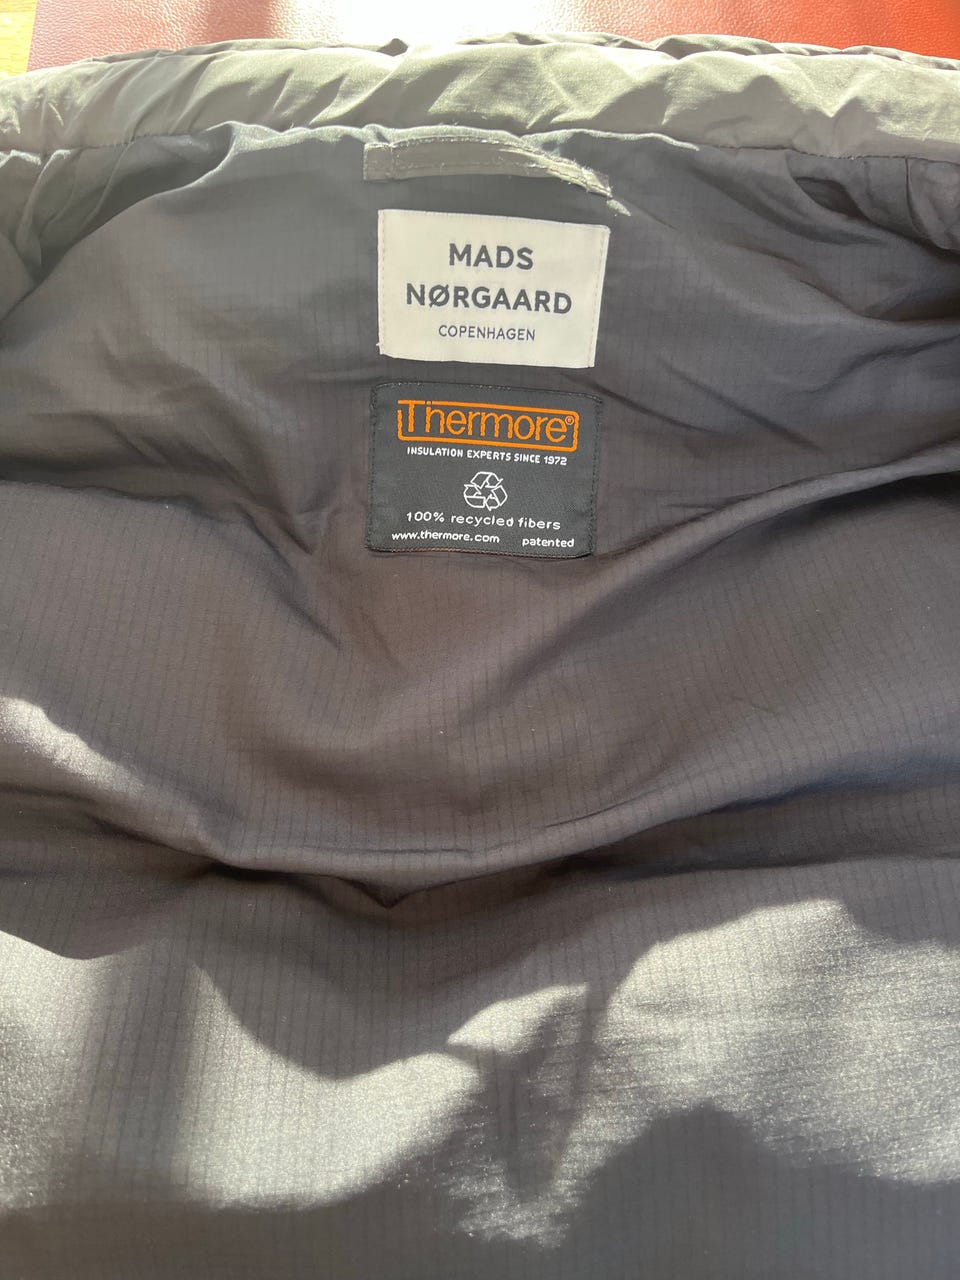 MADS
NØRGAARD
COPENHAGEN
Thermore®
INSULATION EXPERTS SINCE 1972
100% recycled fibers
www.thermore.com patented